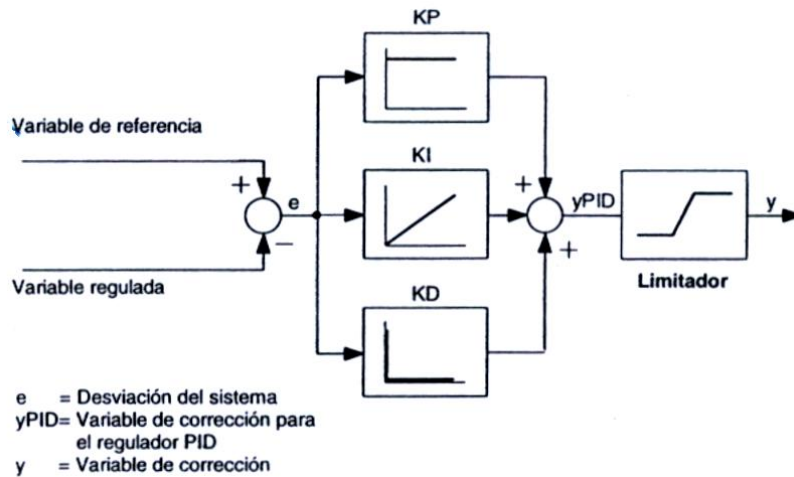 KP
Variable de referencia
KI
+
e
−
+
yPID
+
y
Variable regulada
Limitador
KD
e = Desviación del sistema
yPID= Variable de corrección para
el regulador PID
y = Variable de corrección